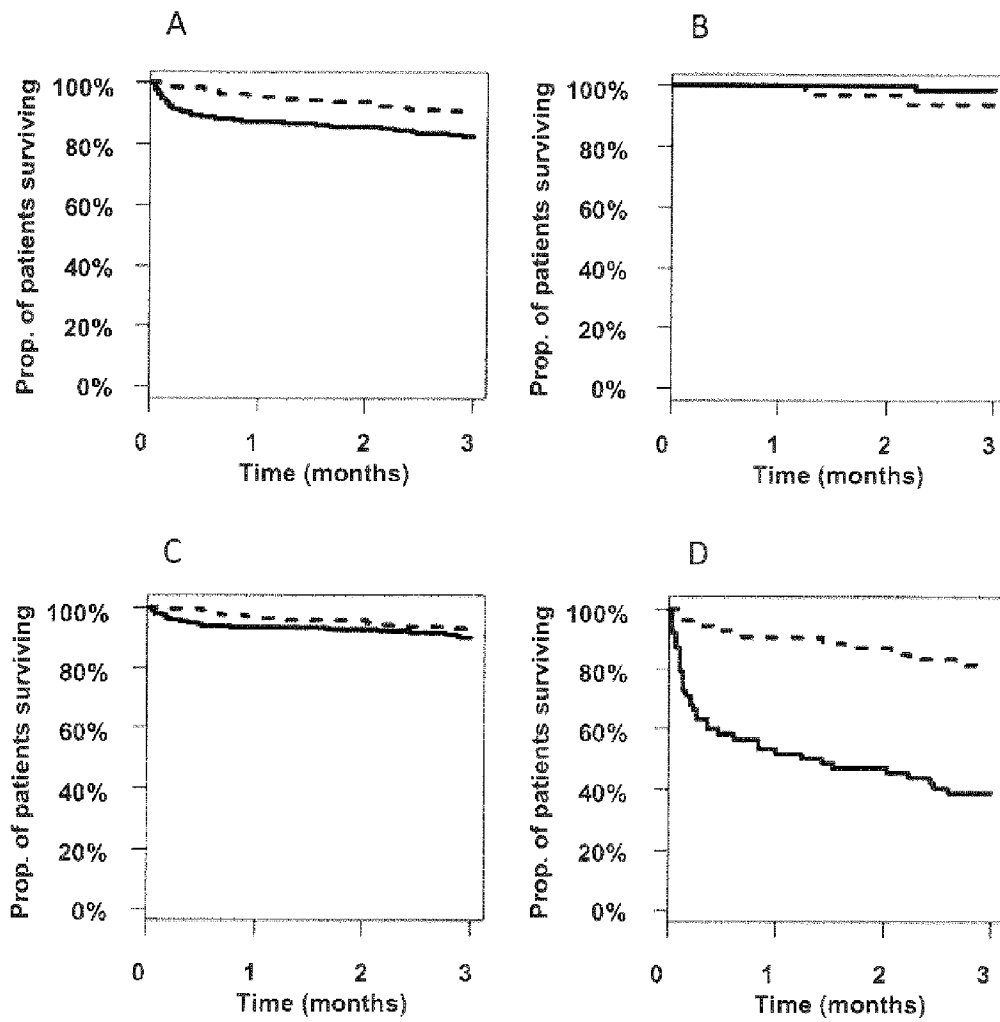 A
Prop. of patients surviving
100%
80%
60%
40%
20%
0%
0 1 2 3
Time (months)
B
Prop. of patients surviving
100%
80%
60%
40%
20%
0%
0 1 2 3
Time (months)
C
Prop. of patients surviving
100%
80%
60%
40%
20%
0%
0 1 2 3
Time (months)
D
Prop. of patients surviving
100%
80%
60%
40%
20%
0%
0 1 2 3
Time (months)